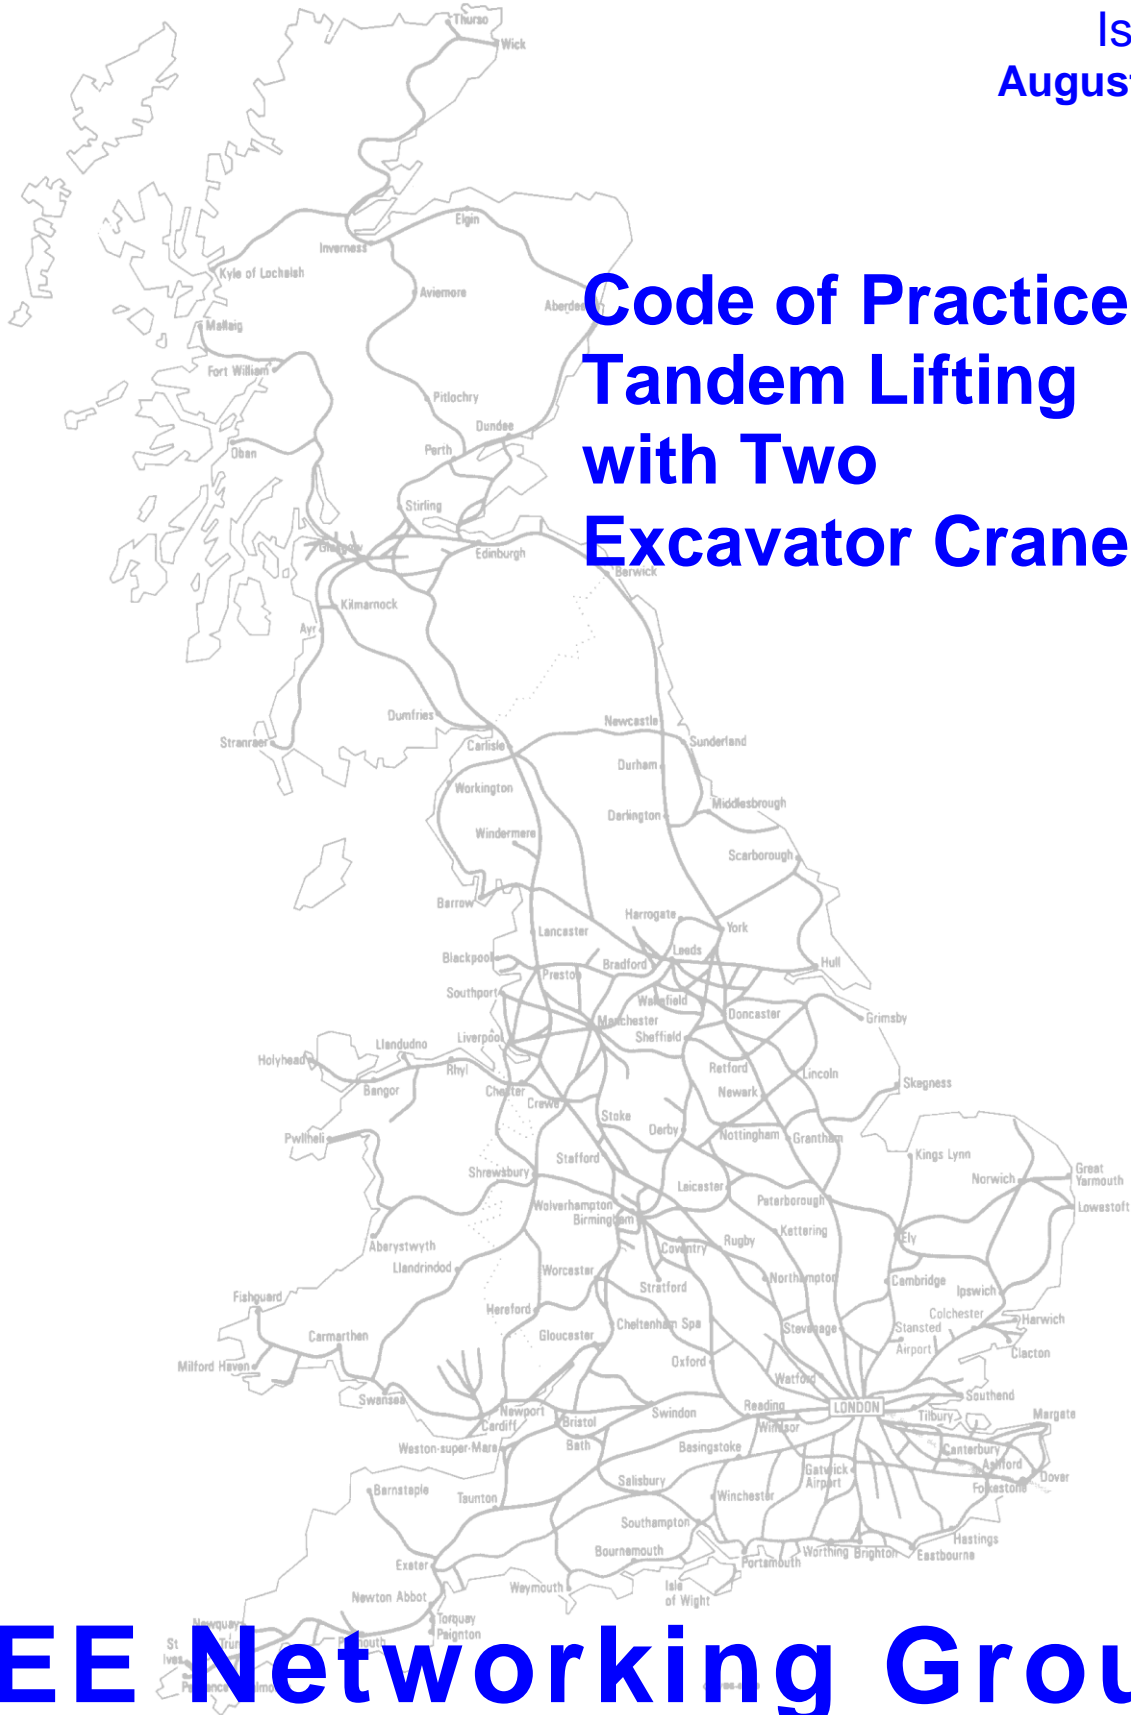 Is
August
Thurso
Wick
Elgin
Inverness
Kyle of Lochalsh
Aviemore
Aberdee
Code of Practice
Mallaig
Fort William
Tandem Lifting
Pitlochry
Dundee
Perth
Oban
with Two
Stirling
Excavator Crane
Glasgow
Edinburgh
Berwick
Kilmarnock
Ayr
Dumfries
Newcastle
Stranraer
Carlisle
Sunderland
Durham
Workington
Middlesbrough
Darlington
Windermere
Scarborough
Barrow
Harrogate
York
Lancaster
Leeds
Blackpool
Bradford
Hull
Preston
Southport
Wakefield
Doncaster
Grimsby
Manchester
Liverpool
Sheffield
Llandudno
Holyhead
Rhyl
Retford
Lincoln
Bangor
Chester
Newark
Skegness
Crewe
Stoke
Derby
Nottingham
Grantham
Pwllheli
Stafford
Kings Lynn
Shrewsbury
Leicester
Norwich
Great
Yarmouth
Peterborough
Wolverhampton
Lowestoft
Birmingham
Kettering
Rugby
Ely
Coventry
Aberystwyth
Llandrindod
Worcester
Northampton
Cambridge
Stratford
Ipswich
Fishguard
Hereford
Colchester
Harwich
Cheltenham Spa
Stevenage
Stansted
Airport
Carmarthen
Gloucester
Clacton
Milford Haven
Oxford
Watford
Swansea
Southend
Newport
Reading
LONDON
Cardiff
Bristol
Swindon
Windsor
Tilbury
Margate
Weston-super-Mare
Bath
Basingstoke
Canterbury
Gatwick
Airport
Ashford
Dover
Folkestone
Barnstaple
Salisbury
Taunton
Winchester
Southampton
Hastings
Bournemouth
Portsmouth
Worthing
Brighton
Eastbourne
Exeter
Weymouth
Isle
of Wight
Newton Abbot
Torquay
Paignton
Newquay
St
Ives
EE Networking Grou